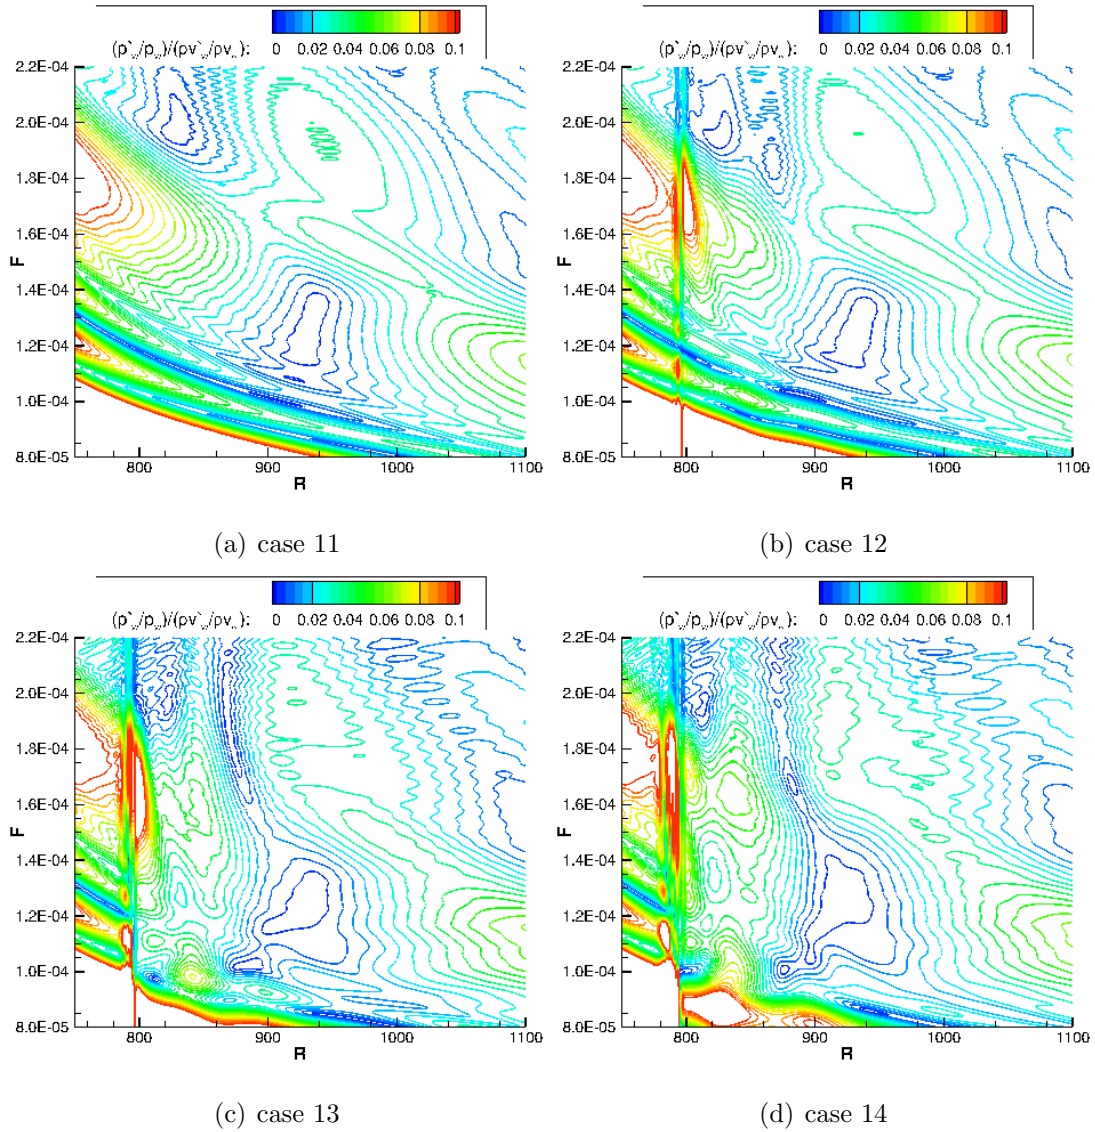 (p`w/pw)/(ρv`w/ρv∞): 0 0.02 0.04 0.06 0.08 0.1
(p`w/pw)/(ρv`w/ρv∞): 0 0.02 0.04 0.06 0.08 0.1
2.2E-04
2.0E-04
1.8E-04
F
1.6E-04
1.4E-04
1.2E-04
1.0E-04
8.0E-05
800 900 1000 1100
R
2.2E-04
2.0E-04
1.8E-04
F
1.6E-04
1.4E-04
1.2E-04
1.0E-04
8.0E-05
800 900 1000 1100
R
(a) case 11
(b) case 12
(p`w/pw)/(ρv`w/ρv∞): 0 0.02 0.04 0.06 0.08 0.1
(p`w/pw)/(ρv`w/ρv∞): 0 0.02 0.04 0.06 0.08 0.1
2.2E-04
2.0E-04
1.8E-04
1.6E-04
F
1.4E-04
1.2E-04
1.0E-04
8.0E-05
800 900 1000 1100
R
2.2E-04
2.0E-04
1.8E-04
1.6E-04
F
1.4E-04
1.2E-04
1.0E-04
8.0E-05
800 900 1000 1100
R
(c) case 13
(d) case 14